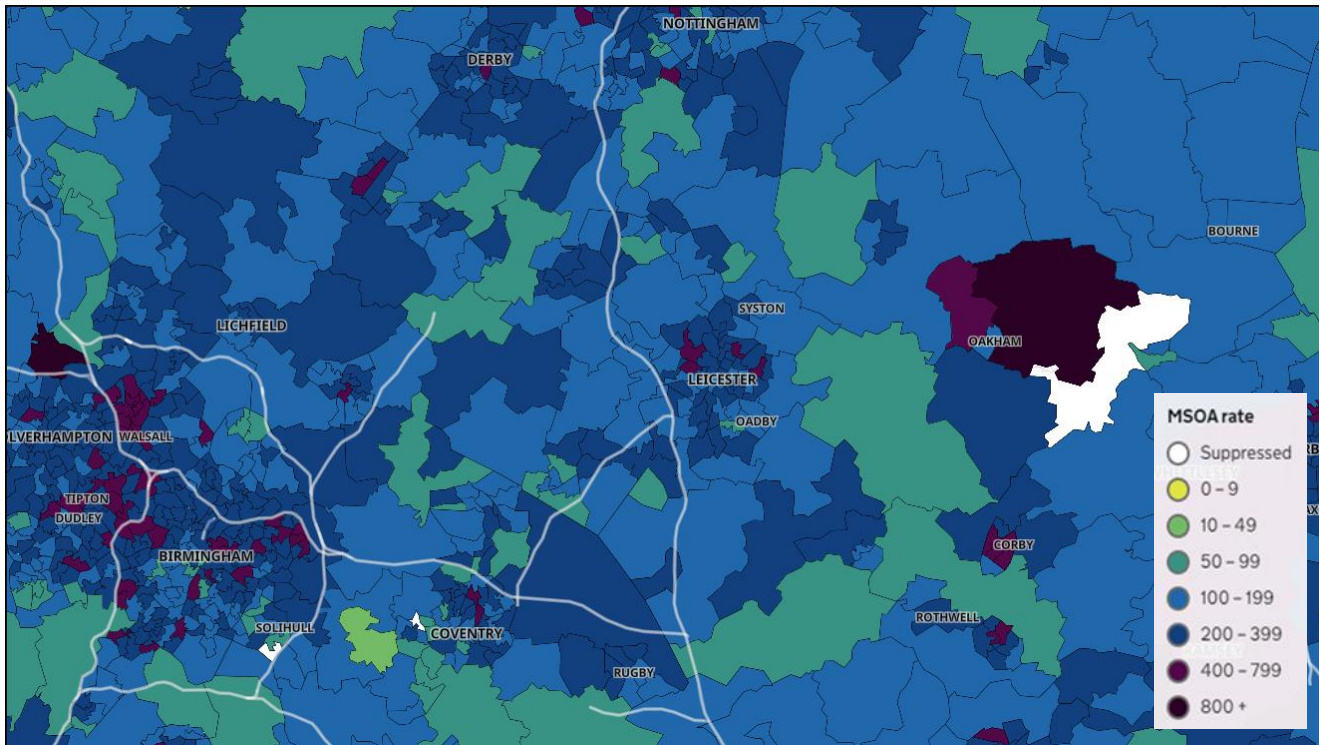 NOTTINGHAM
DERBY
BOURNE
LICHFIELD
SYSTON
OAKHAM
LEICESTER
OADBY
OLVERHAMPTON
WALSALL
TIPTON
DUDLEY
BIRMINGHAM
CORBY
ROTHWELL
SOLIHULL
COVENTRY
RUGBY
MSOA rate
Suppressed
0 – 9
10 – 49
50 – 99
100 – 199
200 – 399
400 – 799
800 +